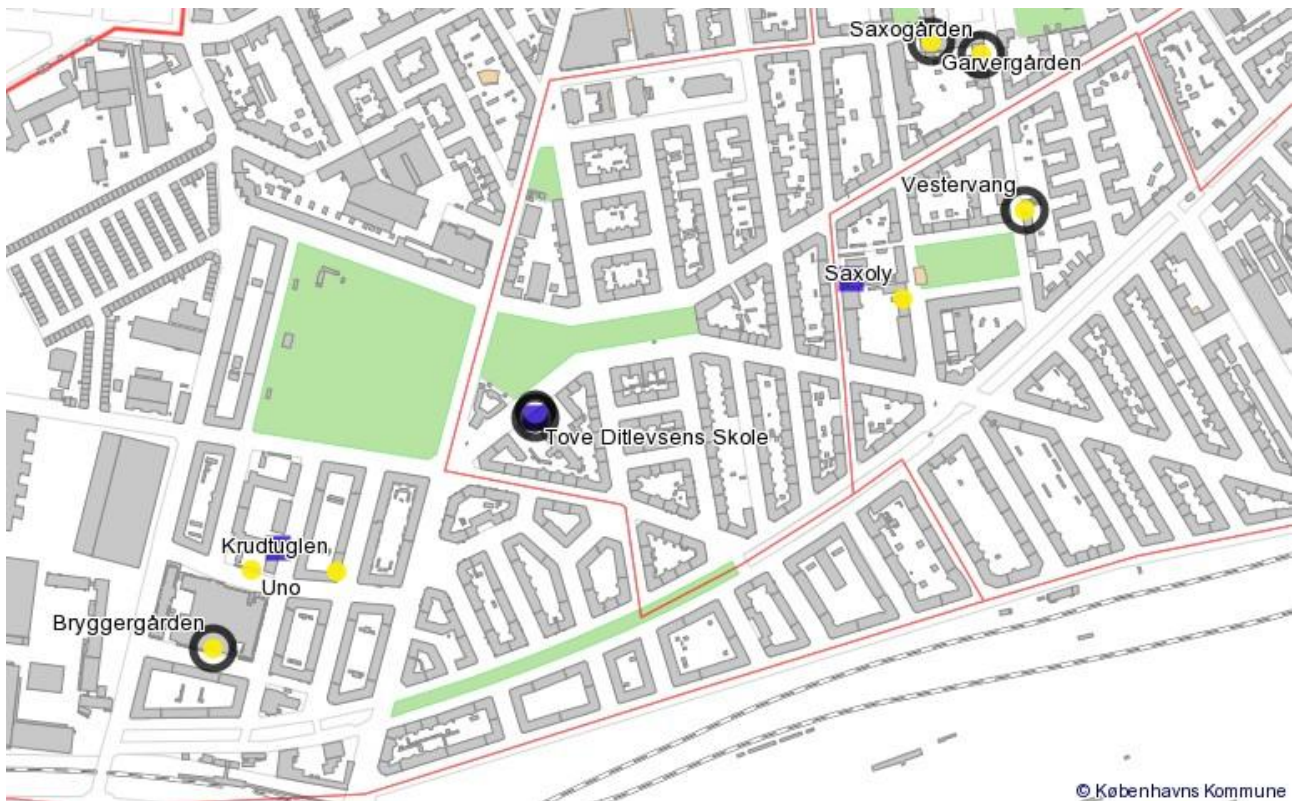 Saxogården
Garvergården
Vestervang
Saxoly
Tove Ditlevsens Skole
Krudtuglen
Uno
Bryggergården
© Københavns Kommune